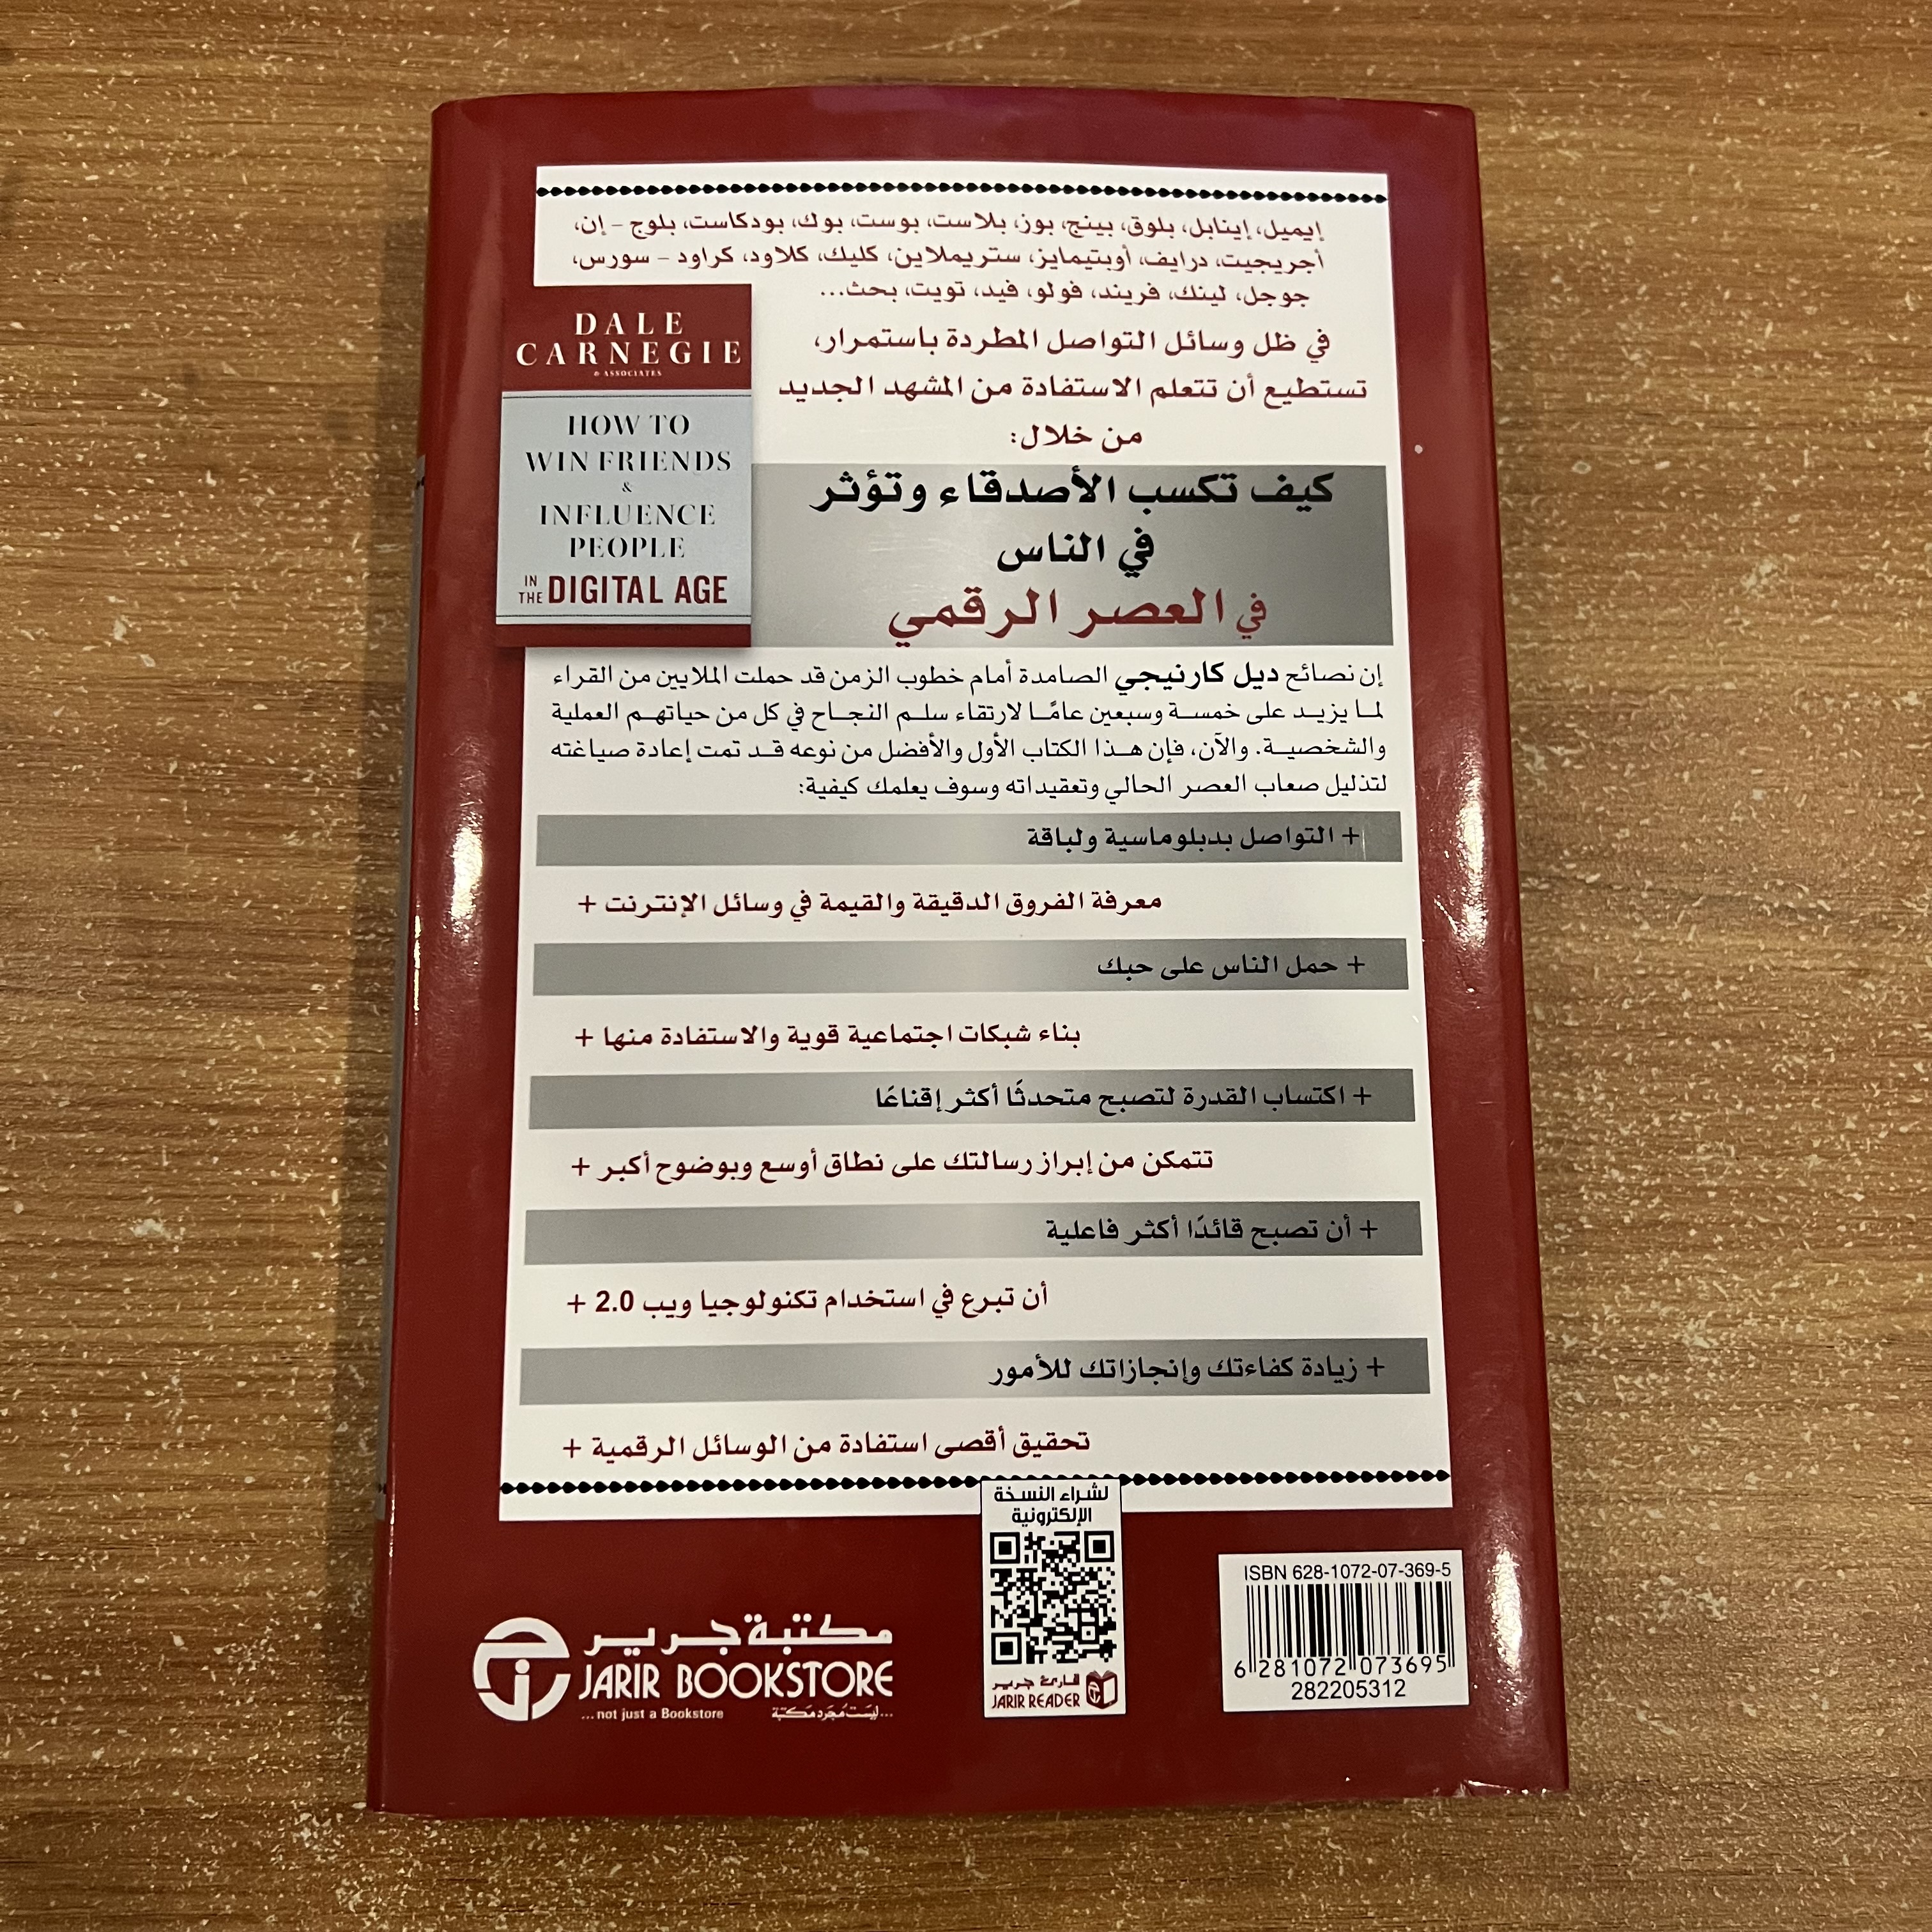 إيميل، إينابل، بلوق، بينج، بوز، بلاست، بوست، بوك، بودكاست، بلوج – إن،
أجريجيت، درايف، أوبتيمايز، ستريملاين، كليك، كلاود، كراود – سورس،
جوجل، لينك، فريند، فولو، فيد، تويت، بحث...
في ظل وسائل التواصل المطردة باستمرار،
تستطيع أن تتعلم الاستفادة من المشهد الجديد
من خلال:
DALE
CARNEGIE
& ASSOCIATES
HOW TO
WIN FRIENDS
&
INFLUENCE
PEOPLE
IN THE DIGITAL AGE
كيف تكسب الأصدقاء وتؤثر
في الناس
في العصر الرقمي
إن نصائح ديل كارنيجي الصامدة أمام خطوب الزمن قد حملت الملايين من القراء
لما يزيد على خمسة وسبعين عامًا لارتقاء سلم النجاح في كل من حياتهم العملية
والشخصية. والآن، فإن هذا الكتاب الأول والأفضل من نوعه قد تمت إعادة صياغته
لتذليل صعاب العصر الحالي وتعقيداته وسوف يعلمك كيفية:
+ التواصل بدبلوماسية ولباقة
معرفة الفروق الدقيقة والقيمة في وسائل الإنترنت +
+ حمل الناس على حبك
بناء شبكات اجتماعية قوية والاستفادة منها +
+ اكتساب القدرة لتصبح متحدثًا أكثر إقناعًا
تتمكن من إبراز رسالتك على نطاق أوسع وبوضوح أكبر +
+ أن تصبح قائدًا أكثر فاعلية
أن تبرع في استخدام تكنولوجيا ويب 2.0 +
+ زيادة كفاءتك وإنجازاتك للأمور
تحقيق أقصى استفادة من الوسائل الرقمية +
لشراء النسخة
الإلكترونية
قارئ جرير
JARIR READER
ISBN 628-1072-07-369-5
6 281072 073695
282205312
مكتبة جرير
JARIR BOOKSTORE
...not just a Bookstore ليست مجرد مكتبة...